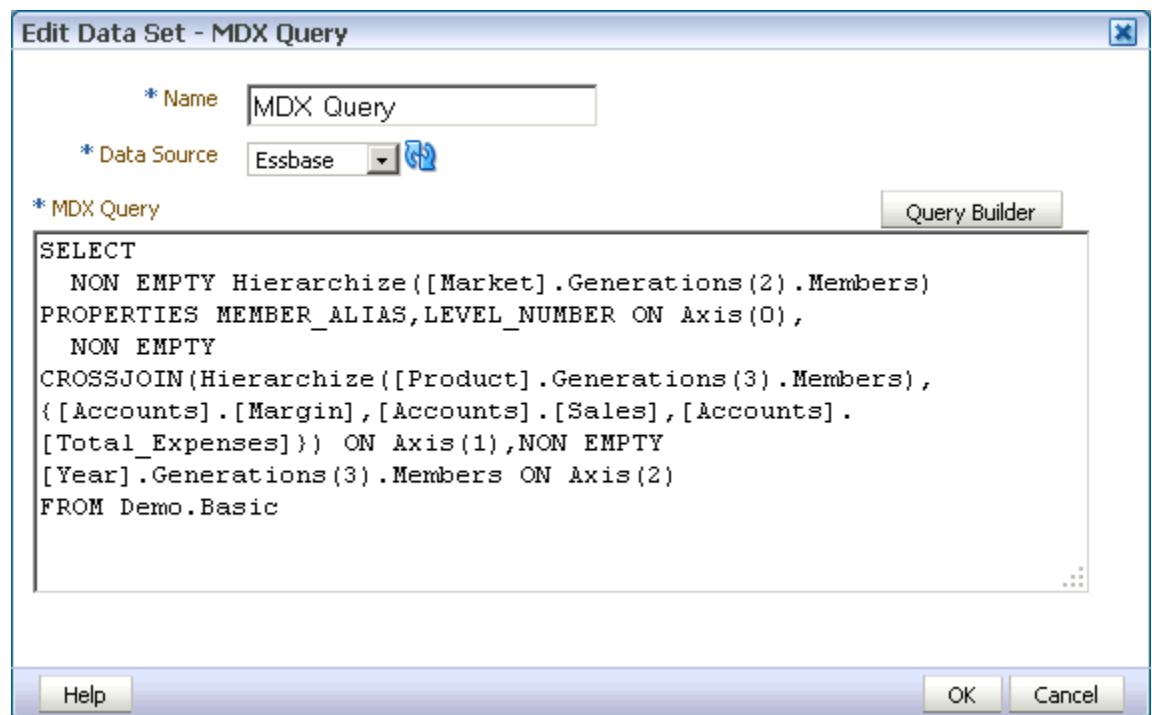 Edit Data Set - MDX Query
* Name
MDX Query
* Data Source
Essbase
* MDX Query
Query Builder
SELECT
NON EMPTY Hierarchize([Market].Generations(2).Members)
PROPERTIES MEMBER_ALIAS,LEVEL_NUMBER ON Axis(0),
NON EMPTY
CROSSJOIN(Hierarchize([Product].Generations(3).Members),
{[Accounts].[Margin],[Accounts].[Sales],[Accounts].
[Total_Expenses]}) ON Axis(1),NON EMPTY
[Year].Generations(3).Members ON Axis(2)
FROM Demo.Basic
Help
OK
Cancel